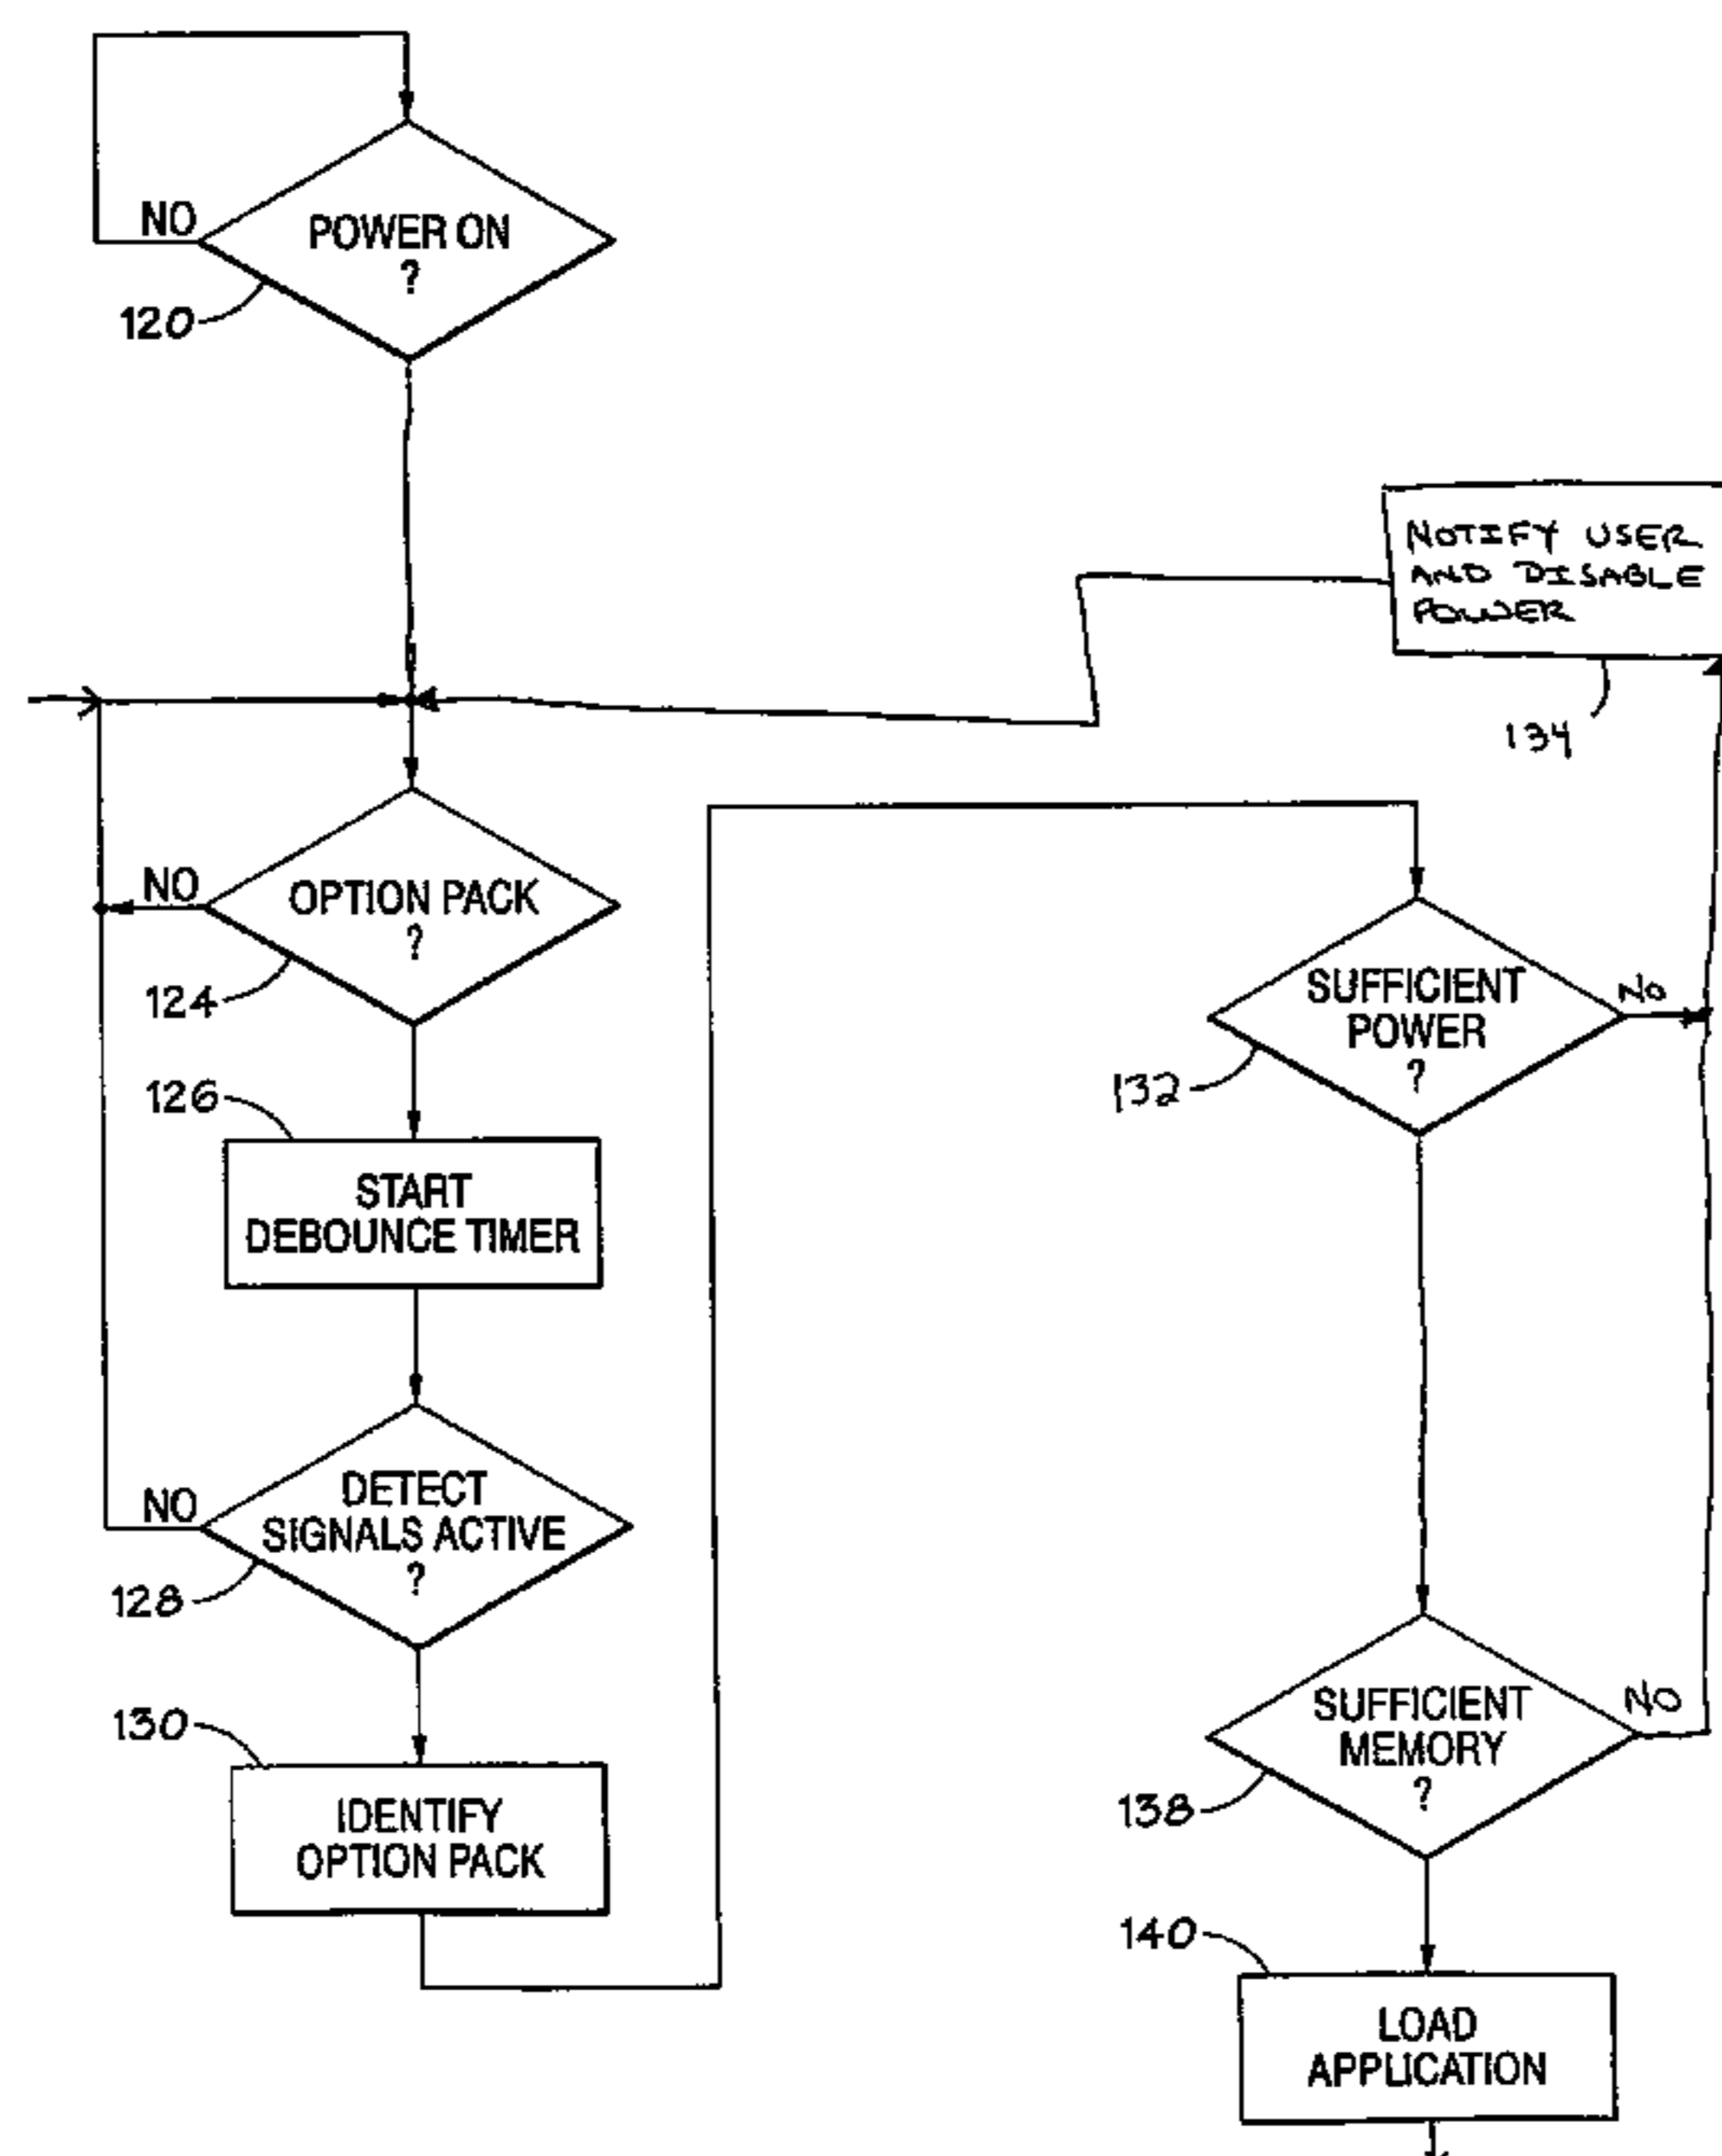 NO
POWER ON
?
120
NO
OPTION PACK
?
124
126
START
DEBOUNCE TIMER
NO
DETECT
SIGNALS ACTIVE
?
128
130
IDENTIFY
OPTION PACK
NOTIFY USER
AND DISABLE
POWER
134
SUFFICIENT
POWER
?
NO
132
SUFFICIENT
MEMORY
?
NO
138
140
LOAD
APPLICATION